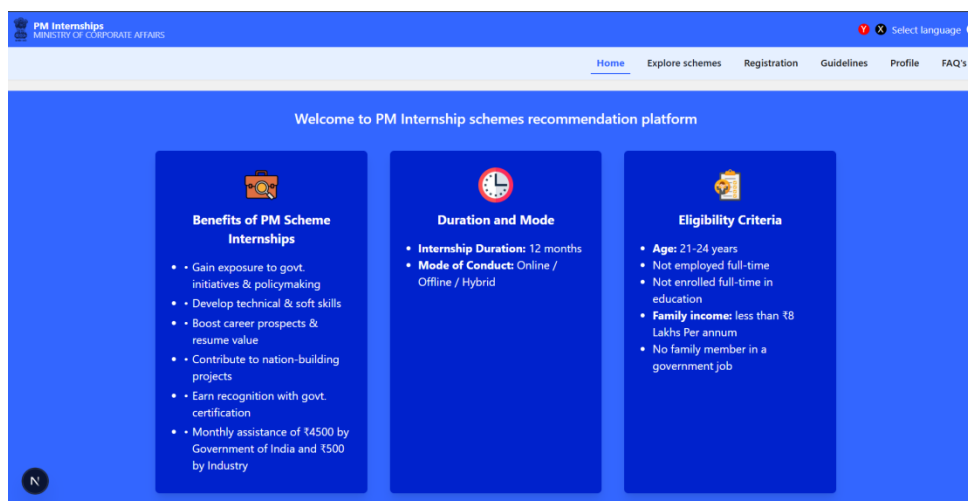 PM Internships
MINISTRY OF CORPORATE AFFAIRS
Y X Select language
Home Explore schemes Registration Guidelines Profile FAQ's
Welcome to PM Internship schemes recommendation platform
Benefits of PM Scheme
Internships
• • Gain exposure to govt.
initiatives & policymaking
• • Develop technical & soft skills
• • Boost career prospects &
resume value
• • Contribute to nation-building
projects
• • Earn recognition with govt.
certification
• • Monthly assistance of ₹4500 by
Government of India and ₹500
by Industry
Duration and Mode
• Internship Duration: 12 months
• Mode of Conduct: Online /
Offline / Hybrid
Eligibility Criteria
• Age: 21-24 years
• Not employed full-time
• Not enrolled full-time in
education
• Family income: less than ₹8
Lakhs Per annum
• No family member in a
government job
N